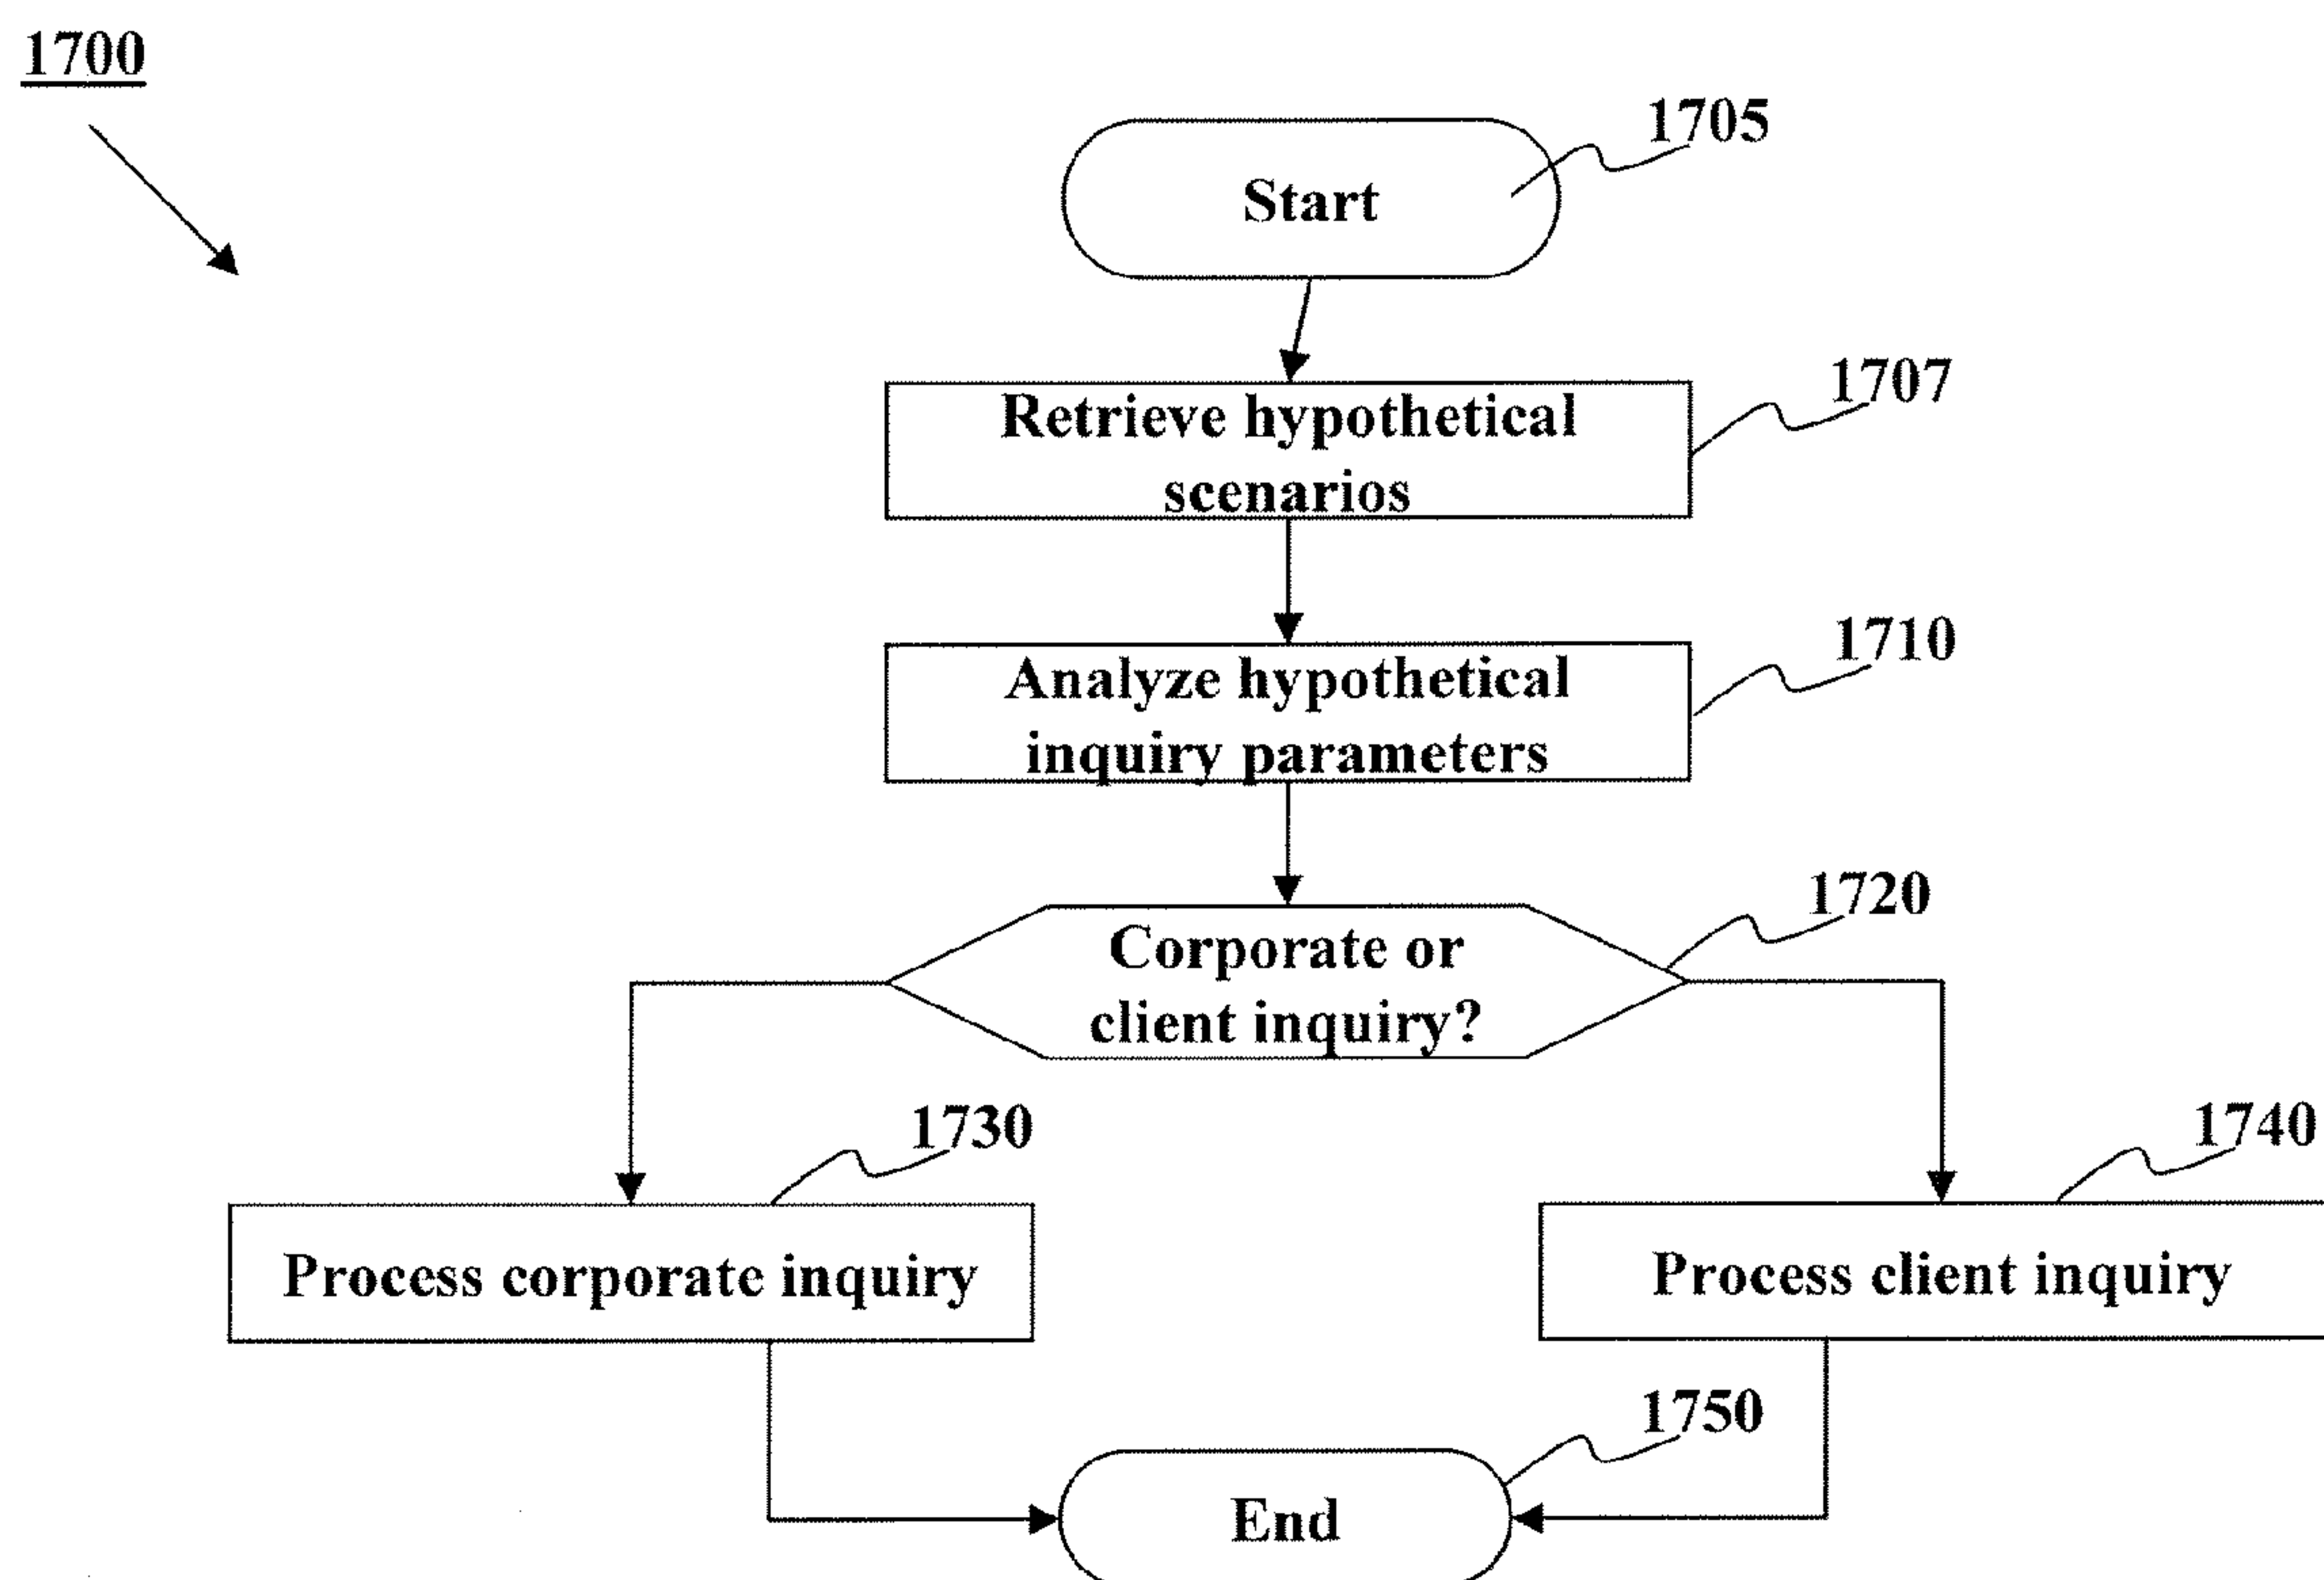 1700
1705
Start
1707
Retrieve hypothetical
scenarios
1710
Analyze hypothetical
inquiry parameters
1720
Corporate or
client inquiry?
1730
1740
Process corporate inquiry
Process client inquiry
1750
End